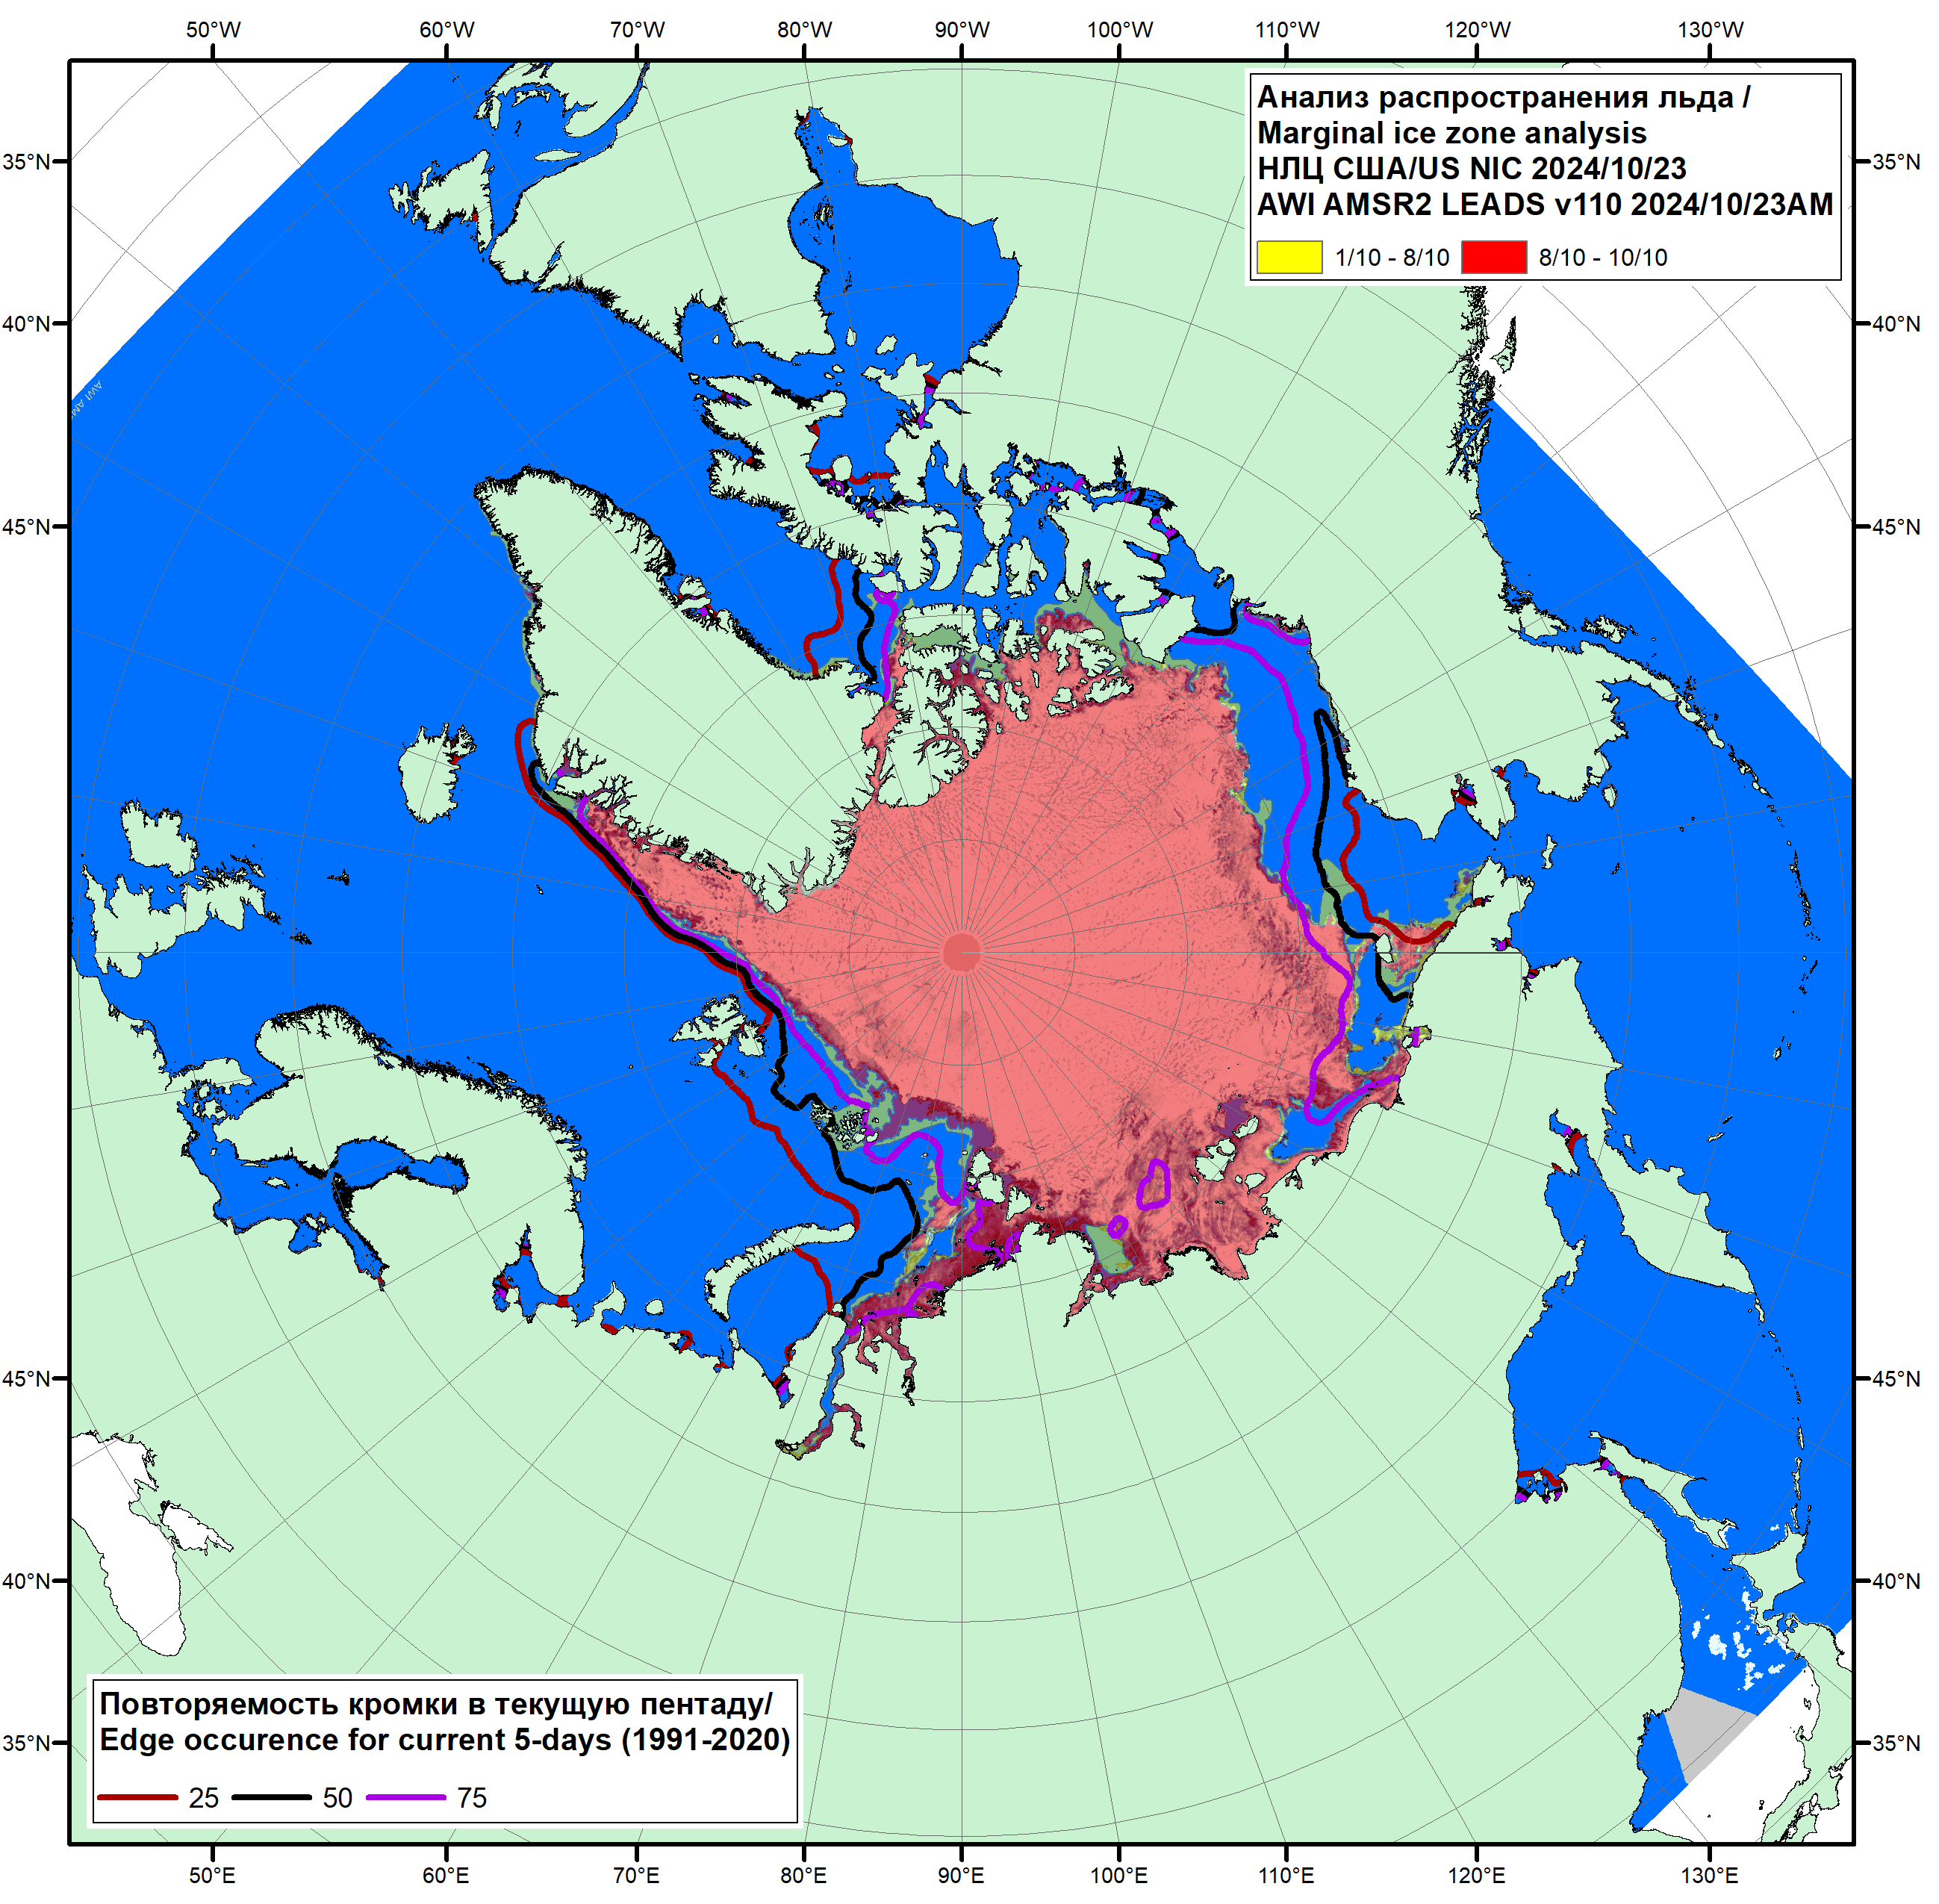 50°W 60°W 70°W 80°W 90°W 100°W 110°W 120°W 130°W
Анализ распространения льда /
Marginal ice zone analysis
НЛЦ США/US NIC 2024/10/23
AWI AMSR2 LEADS v110 2024/10/23AM
1/10 - 8/10 8/10 - 10/10
35°N 35°N
40°N 40°N
AWI AM
45°N 45°N
45°N 45°N
40°N 40°N
35°N 35°N
Повторяемость кромки в текущую пентаду/
Edge occurence for current 5-days (1991-2020)
25 50 75
50°E 60°E 70°E 80°E 90°E 100°E 110°E 120°E 130°E